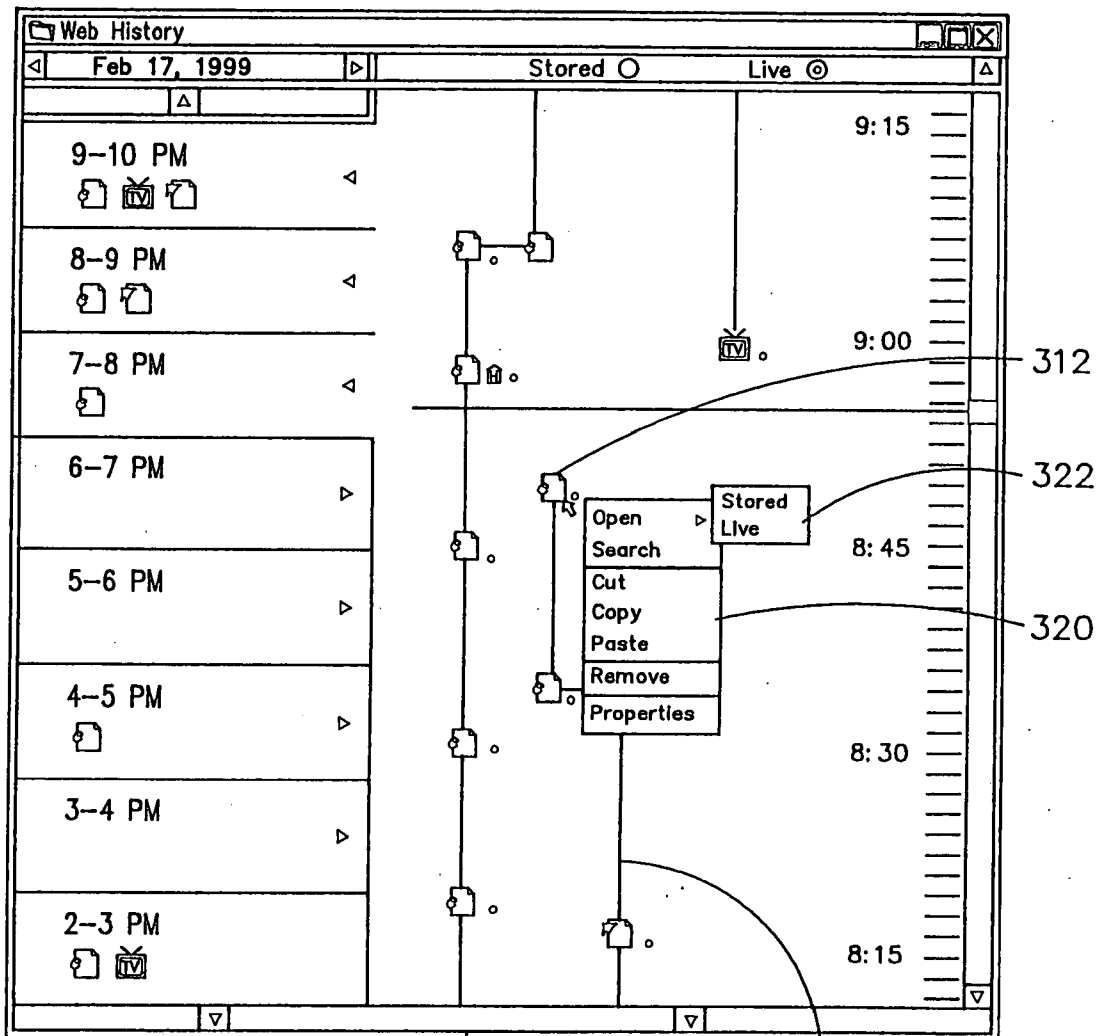 Web History
Feb 17, 1999
Stored
Live
9–10 PM
TV
8–9 PM
7–8 PM
6–7 PM
5–6 PM
4–5 PM
3–4 PM
2–3 PM
TV
9:15
TV
9:00
H
312
Open
Search
Cut
Copy
Paste
Remove
Properties
Stored
Live
322
8:45
320
8:30
8:15